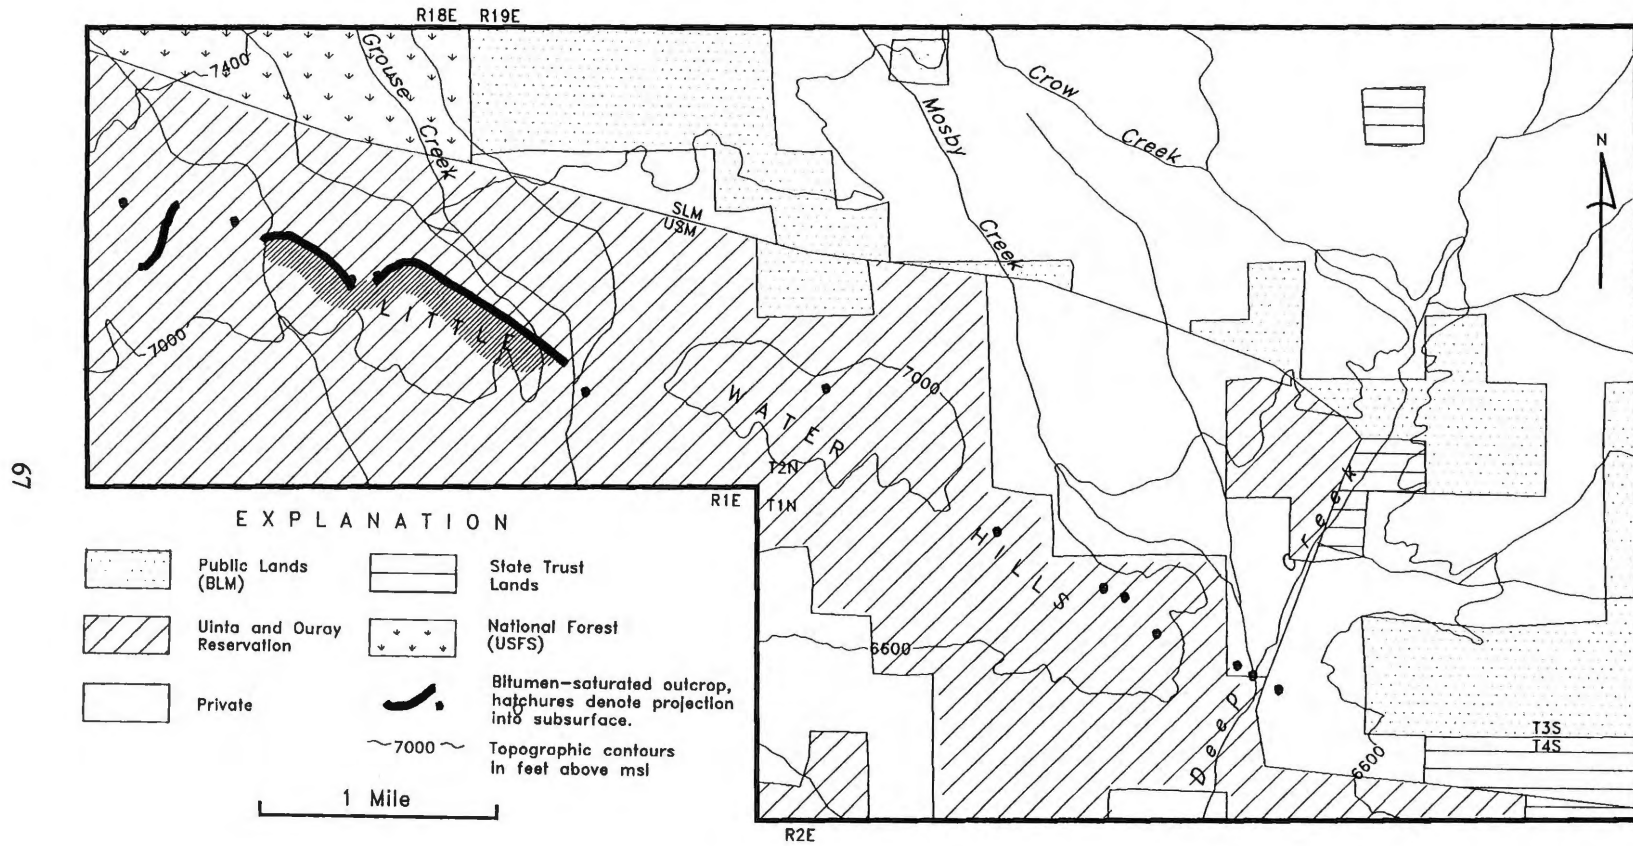 R18E R19E
7400
Grouse
Creek
Mosby
Creek
Crow
Creek
N
SLM
USM
LITTLE
7000
7000
WATER
T2N
T1N
R1E
HILLS
6600
Creek
Deep
T3S
T4S
6600
R2E
67
EXPLANATION
Public Lands
(BLM)
State Trust
Lands
Uinta and Ouray
Reservation
National Forest
(USFS)
Private
Bitumen-saturated outcrop,
hatchures denote projection
into subsurface.
7000
Topographic contours
in feet above msl
1 Mile